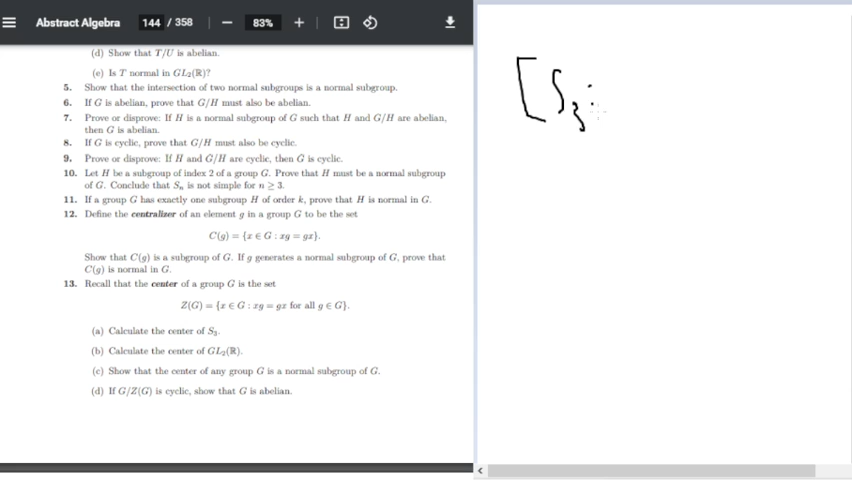 Abstract Algebra 144 / 358 83%
(d) Show that T/U is abelian.
(e) Is T normal in GL₂(ℝ)?
5. Show that the intersection of two normal subgroups is a normal subgroup.
6. If G is abelian, prove that G/H must also be abelian.
7. Prove or disprove: If H is a normal subgroup of G such that H and G/H are abelian,
then G is abelian.
8. If G is cyclic, prove that G/H must also be cyclic.
9. Prove or disprove: If H and G/H are cyclic, then G is cyclic.
10. Let H be a subgroup of index 2 of a group G. Prove that H must be a normal subgroup
of G. Conclude that Sₙ is not simple for n ≥ 3.
11. If a group G has exactly one subgroup H of order k, prove that H is normal in G.
12. Define the centralizer of an element g in a group G to be the set
C(g) = {x ∈ G : xg = gx}.
Show that C(g) is a subgroup of G. If g generates a normal subgroup of G, prove that
C(g) is normal in G.
13. Recall that the center of a group G is the set
Z(G) = {x ∈ G : xg = gx for all g ∈ G}.
(a) Calculate the center of S₃.
(b) Calculate the center of GL₂(ℝ).
(c) Show that the center of any group G is a normal subgroup of G.
(d) If G/Z(G) is cyclic, show that G is abelian.
[S₃: